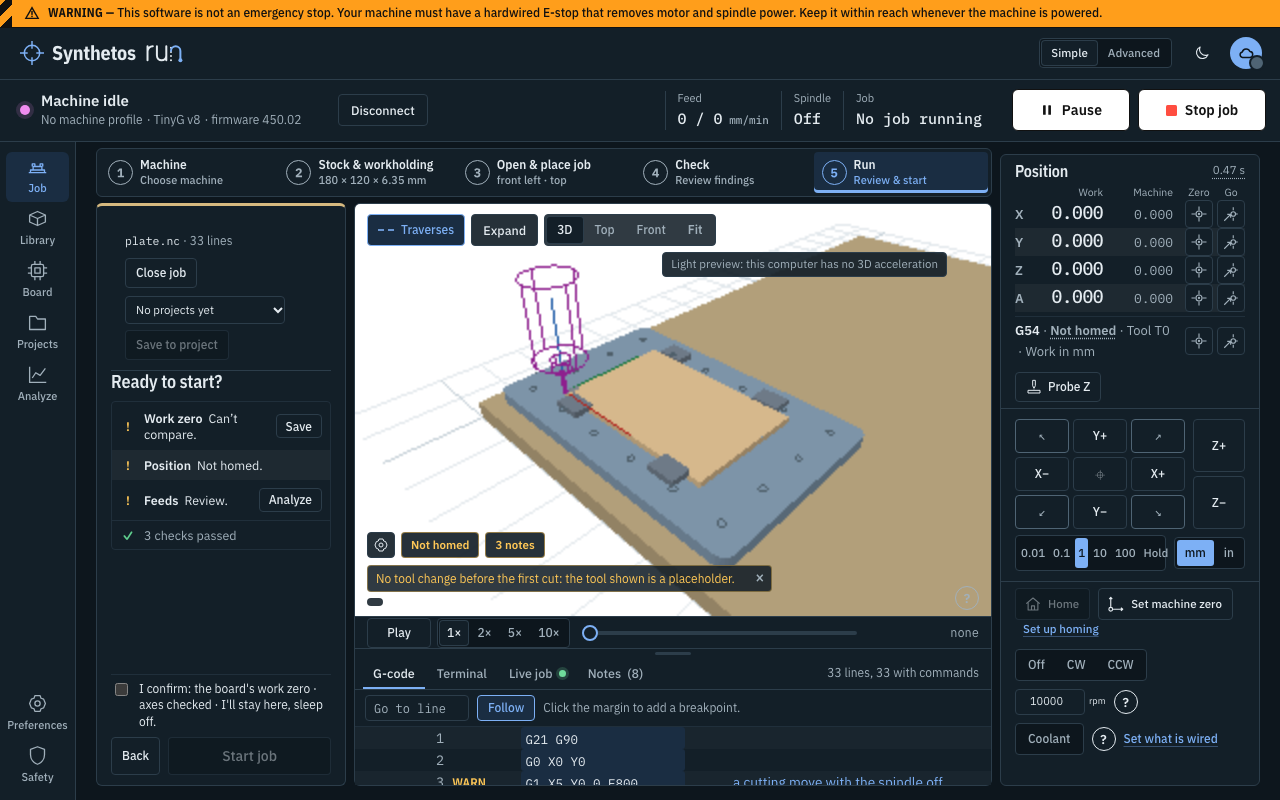 WARNING — This software is not an emergency stop. Your machine must have a hardwired E-stop that removes motor and spindle power. Keep it within reach whenever the machine is powered.
Synthetos run
Simple Advanced
Machine idle
No machine profile · TinyG v8 · firmware 450.02
Disconnect
Feed
0 / 0 mm/min
Spindle
Off
Job
No job running
Pause
Stop job
Job
Library
Board
Projects
Analyze
Preferences
Safety
1 Machine
Choose machine
2 Stock & workholding
180 × 120 × 6.35 mm
3 Open & place job
front left · top
4 Check
Review findings
5 Run
Review & start
plate.nc · 33 lines
Close job
No projects yet
Save to project
Ready to start?
! Work zero Can't compare.
Save
! Position Not homed.
! Feeds Review.
Analyze
3 checks passed
I confirm: the board's work zero ·
axes checked · I'll stay here, sleep
off.
Back
Start job
Traverses
Expand
3D Top Front Fit
Light preview: this computer has no 3D acceleration
Not homed
3 notes
No tool change before the first cut: the tool shown is a placeholder. ×
?
Play
1× 2× 5× 10×
none
G-code Terminal Live job Notes (8)
33 lines, 33 with commands
Go to line
Follow
Click the margin to add a breakpoint.
1 G21 G90
2 G0 X0 Y0
3 WARN G1 X5 Y0.0 F800 a cutting move with the spindle off
Position
0.47 s
Work Machine Zero Go
X 0.000 0.000
Y 0.000 0.000
Z 0.000 0.000
A 0.000 0.000
G54 · Not homed · Tool T0
· Work in mm
Probe Z
↖ Y+ ↗ Z+
X− X+
↙ Y− ↘ Z−
0.01 0.1 1 10 100 Hold
mm in
Home
Set machine zero
Set up homing
Off CW CCW
10000 rpm ?
Coolant ? Set what is wired